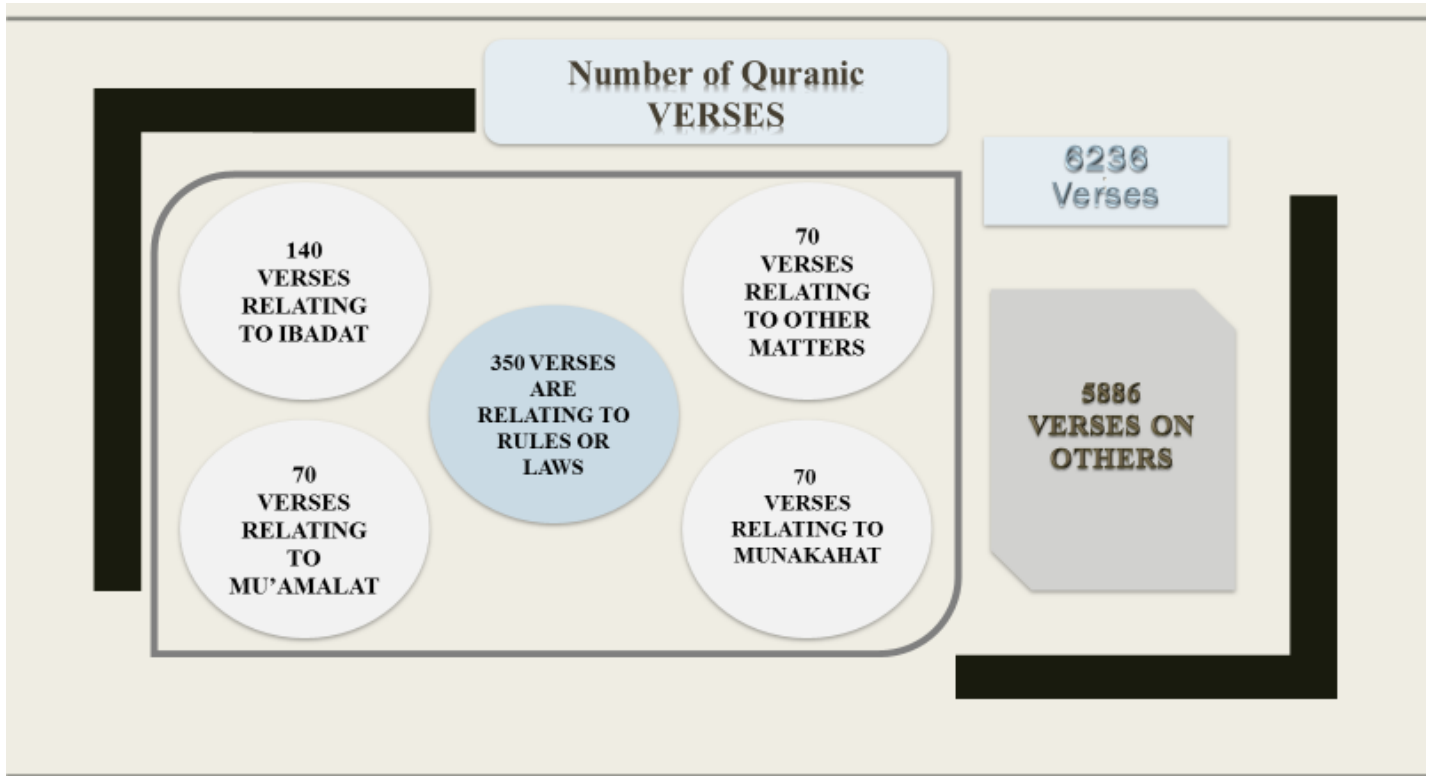 Number of Quranic
VERSES
6236
Verses
140
VERSES
RELATING
TO IBADAT
70
VERSES
RELATING
TO OTHER
MATTERS
350 VERSES
ARE
RELATING TO
RULES OR
LAWS
70
VERSES
RELATING
TO
MU’AMALAT
70
VERSES
RELATING TO
MUNAKAHAT
5886
VERSES ON
OTHERS